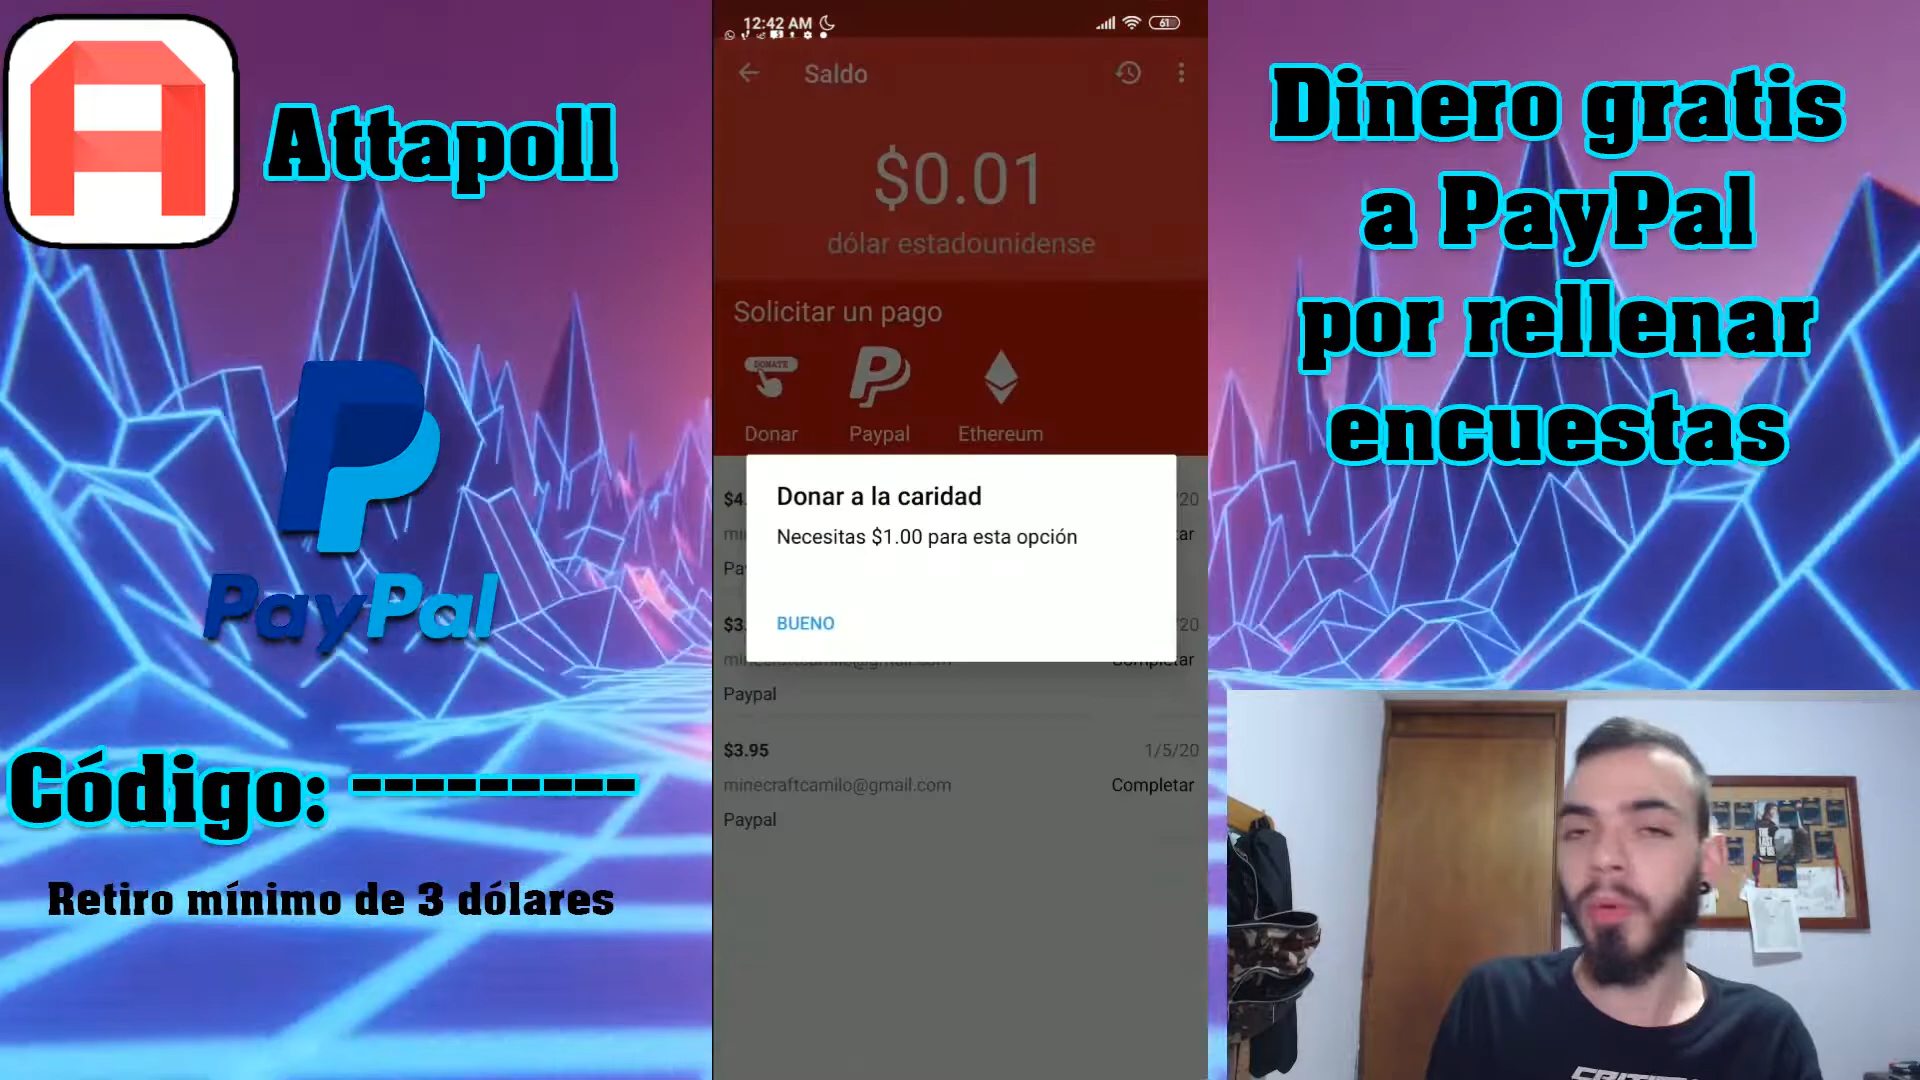 Attapoll
PayPal
Código: ---------
Retiro mínimo de 3 dólares
12:42 AM
61
Saldo
$0.01
dólar estadounidense
Solicitar un pago
DONATE
Donar
Paypal
Ethereum
Donar a la caridad
Necesitas $1.00 para esta opción
BUENO
Completar
Paypal
$3.95
1/5/20
minecraftcamilo@gmail.com
Completar
Paypal
Dinero gratis
a PayPal
por rellenar
encuestas